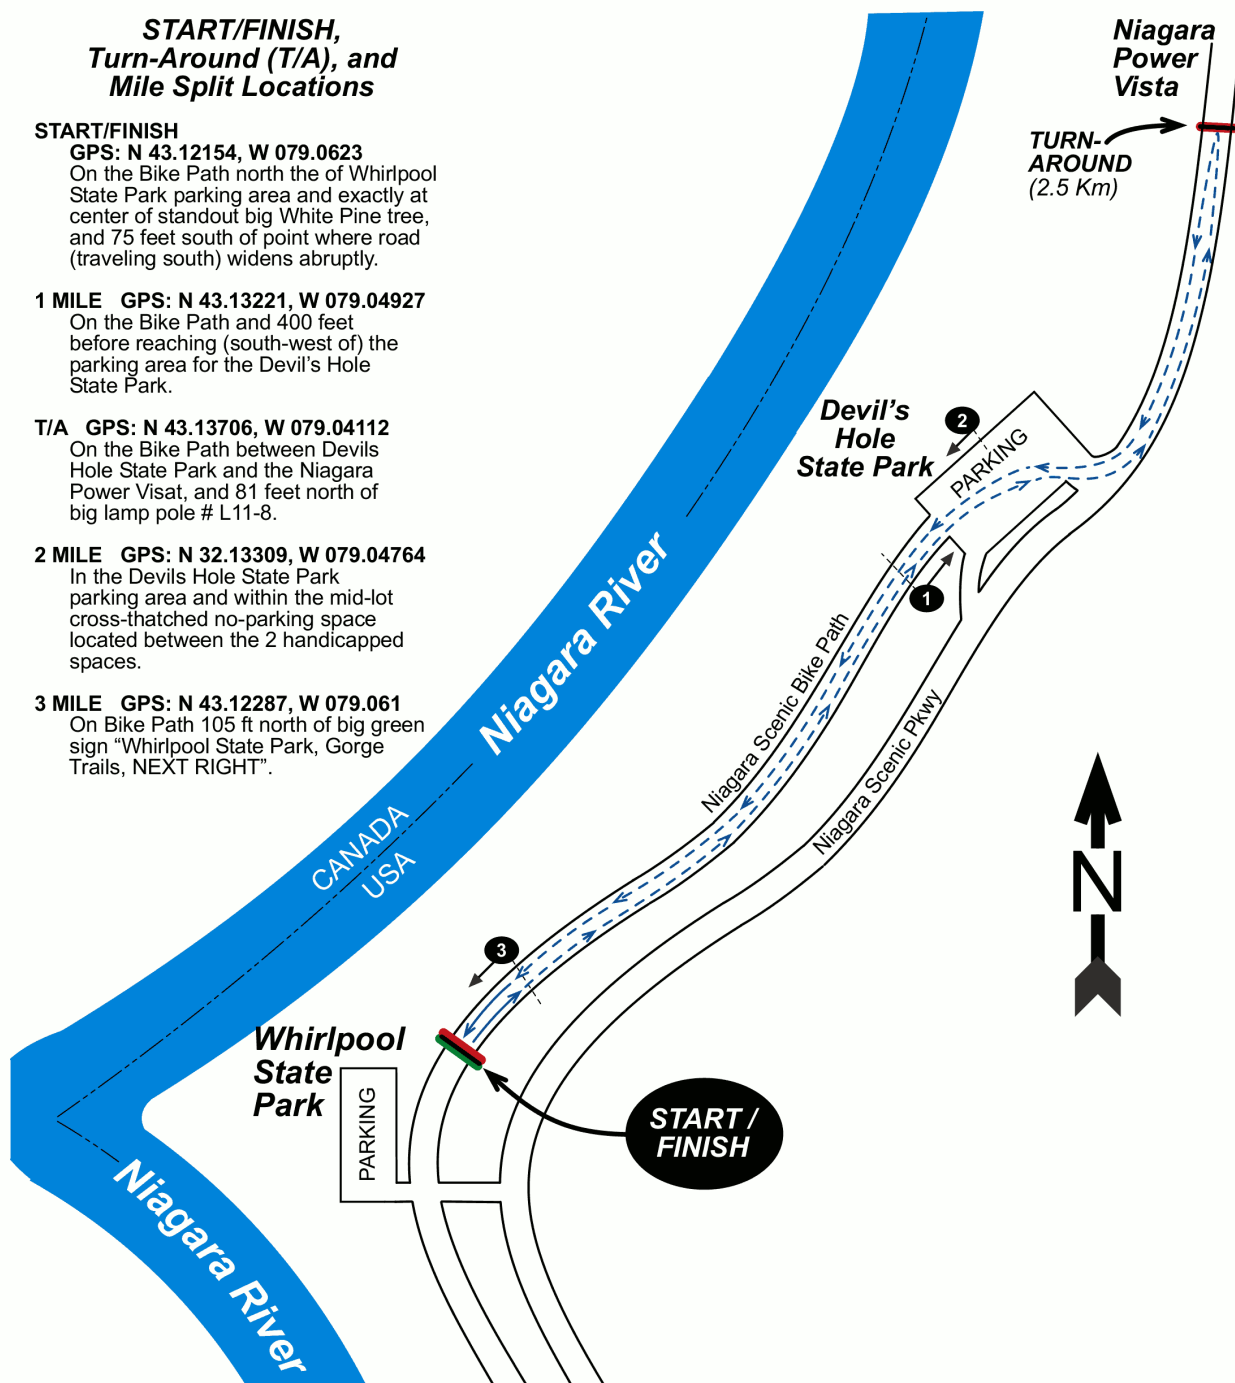 START/FINISH,
Turn-Around (T/A), and
Mile Split Locations
START/FINISH
GPS: N 43.12154, W 079.0623
On the Bike Path north the of Whirlpool
State Park parking area and exactly at
center of standout big White Pine tree,
and 75 feet south of point where road
(traveling south) widens abruptly.
1 MILE GPS: N 43.13221, W 079.04927
On the Bike Path and 400 feet
before reaching (south-west of) the
parking area for the Devil’s Hole
State Park.
T/A GPS: N 43.13706, W 079.04112
On the Bike Path between Devils
Hole State Park and the Niagara
Power Visat, and 81 feet north of
big lamp pole # L11-8.
2 MILE GPS: N 32.13309, W 079.04764
In the Devils Hole State Park
parking area and within the mid-lot
cross-thatched no-parking space
located between the 2 handicapped
spaces.
3 MILE GPS: N 43.12287, W 079.061
On Bike Path 105 ft north of big green
sign “Whirlpool State Park, Gorge
Trails, NEXT RIGHT”.
Niagara
Power
Vista
TURN-
AROUND
(2.5 Km)
Devil’s
Hole
State Park
2
PARKING
1
Niagara River
Niagara Scenic Bike Path
Niagara Scenic Pkwy
CANADA
USA
N
3
Whirlpool
State
Park
PARKING
START /
FINISH
Niagara River